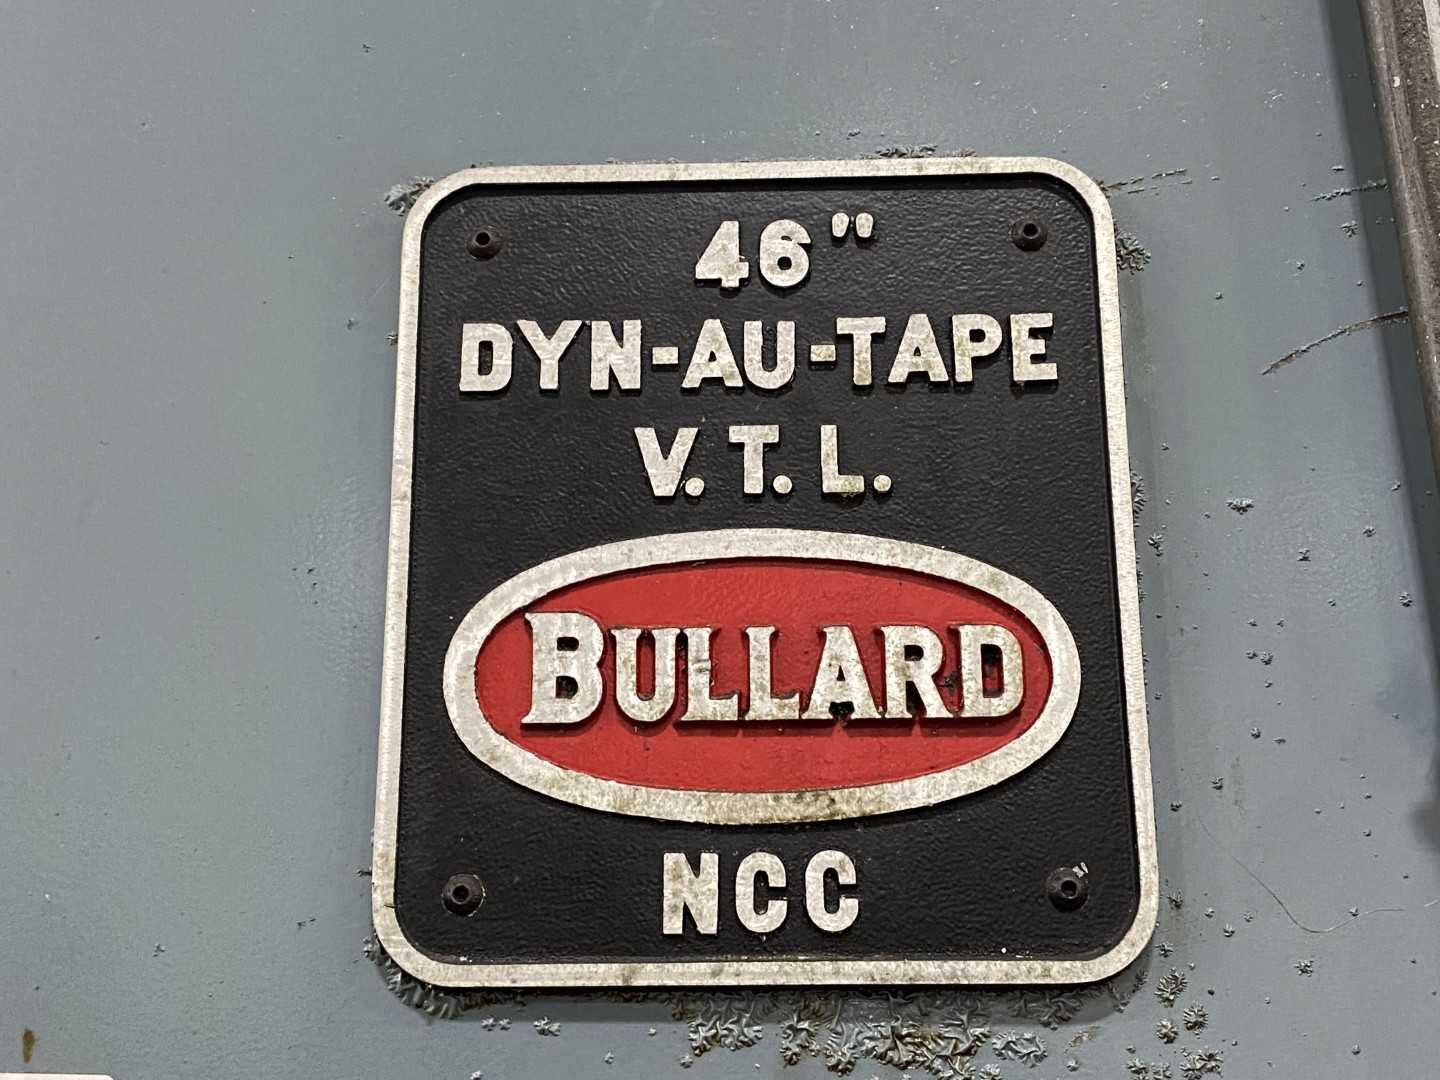 46"
DYN-AU-TAPE
V.T.L.
BULLARD
NCC